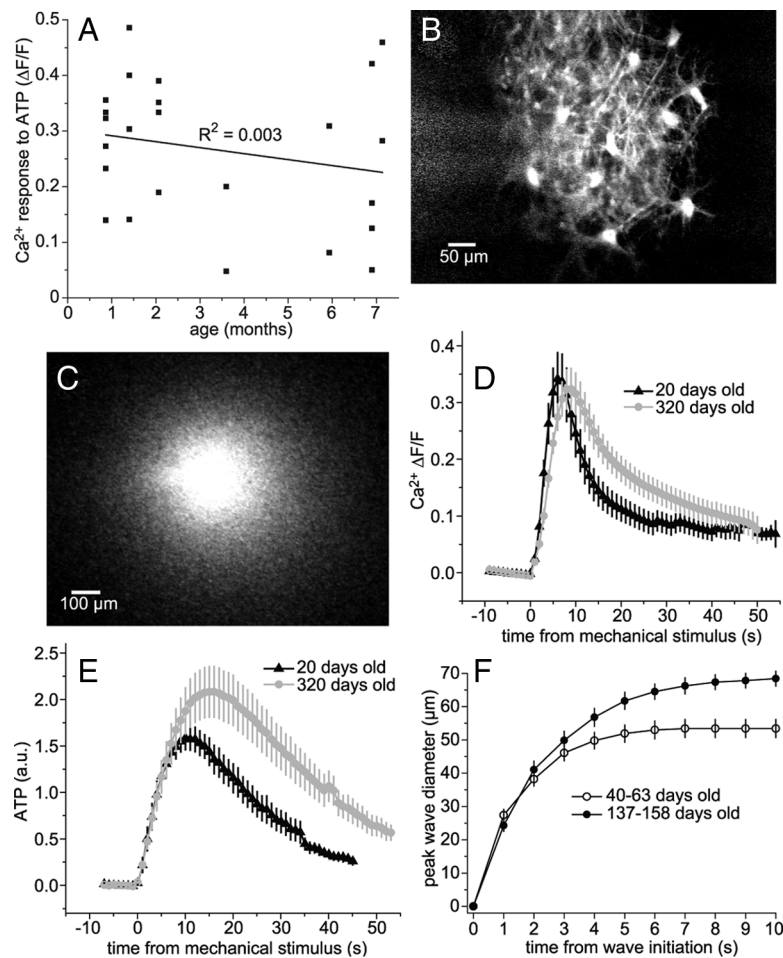 A
Ca2+ response to ATP (ΔF/F)
0.5
0.4
0.3
0.2
0.1
0
R2 = 0.003
0 1 2 3 4 5 6 7
age (months)
B
50 µm
C
100 µm
D
Ca2+ ΔF/F
0.4
0.3
0.2
0.1
0.0
20 days old
320 days old
-10 0 10 20 30 40 50
time from mechanical stimulus (s)
E
ATP (a.u.)
2.5
2.0
1.5
1.0
0.5
0.0
20 days old
320 days old
-10 0 10 20 30 40 50
time from mechanical stimulus (s)
F
peak wave diameter (µm)
70
60
50
40
30
20
10
0
40-63 days old
137-158 days old
0 1 2 3 4 5 6 7 8 9 10
time from wave initiation (s)